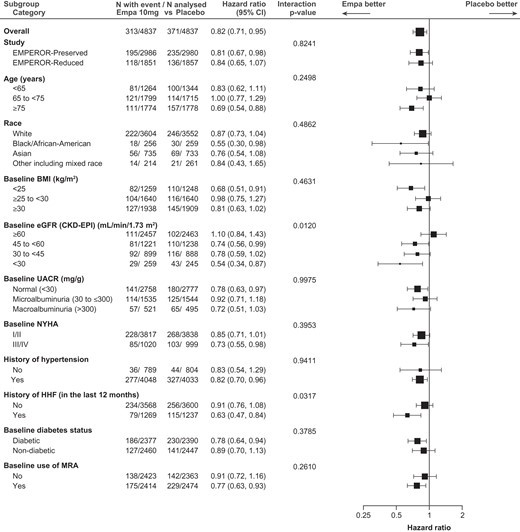 Subgroup N with event / N analysed Hazard ratio Interaction Empa better Placebo better
Category Empa 10mg vs Placebo (95% CI) p-value
Overall 313/4837 371/4837 0.82 (0.71, 0.95)
Study 0.8241
EMPEROR-Preserved 195/2986 235/2980 0.81 (0.67, 0.98)
EMPEROR-Reduced 118/1851 136/1857 0.84 (0.65, 1.07)
Age (years) 0.2498
<65 81/1264 100/1344 0.83 (0.62, 1.11)
65 to <75 121/1799 114/1715 1.00 (0.77, 1.29)
≥75 111/1774 157/1778 0.69 (0.54, 0.88)
Race 0.4862
White 222/3604 246/3552 0.87 (0.73, 1.04)
Black/African-American 18/ 256 30/ 259 0.55 (0.30, 0.98)
Asian 56/ 735 69/ 733 0.76 (0.54, 1.08)
Other including mixed race 14/ 214 21/ 261 0.84 (0.43, 1.65)
Baseline BMI (kg/m²) 0.4631
<25 82/1259 110/1248 0.68 (0.51, 0.91)
≥25 to <30 104/1640 116/1640 0.98 (0.75, 1.27)
≥30 127/1938 145/1909 0.81 (0.63, 1.02)
Baseline eGFR (CKD-EPI) (mL/min/1.73 m²) 0.0120
≥60 111/2457 102/2463 1.10 (0.84, 1.43)
45 to <60 81/1221 110/1238 0.74 (0.56, 0.99)
30 to <45 92/ 899 116/ 888 0.78 (0.59, 1.02)
<30 29/ 259 43/ 245 0.54 (0.34, 0.87)
Baseline UACR (mg/g) 0.9975
Normal (<30) 141/2758 180/2777 0.78 (0.63, 0.97)
Microalbuminuria (30 to ≤300) 114/1535 125/1544 0.92 (0.71, 1.18)
Macroalbuminuria (>300) 57/ 521 65/ 495 0.72 (0.51, 1.03)
Baseline NYHA 0.3953
I/II 228/3817 268/3838 0.85 (0.71, 1.01)
III/IV 85/1020 103/ 999 0.73 (0.55, 0.98)
History of hypertension 0.9411
No 36/ 789 44/ 804 0.83 (0.54, 1.29)
Yes 277/4048 327/4033 0.82 (0.70, 0.96)
History of HHF (in the last 12 months) 0.0317
No 234/3568 256/3600 0.91 (0.76, 1.08)
Yes 79/1269 115/1237 0.63 (0.47, 0.84)
Baseline diabetes status 0.3785
Diabetic 186/2377 230/2390 0.78 (0.64, 0.94)
Non-diabetic 127/2460 141/2447 0.89 (0.70, 1.13)
Baseline use of MRA 0.2610
No 138/2423 142/2363 0.91 (0.72, 1.16)
Yes 175/2414 229/2474 0.77 (0.63, 0.93)
0.25 0.5 1 2
Hazard ratio